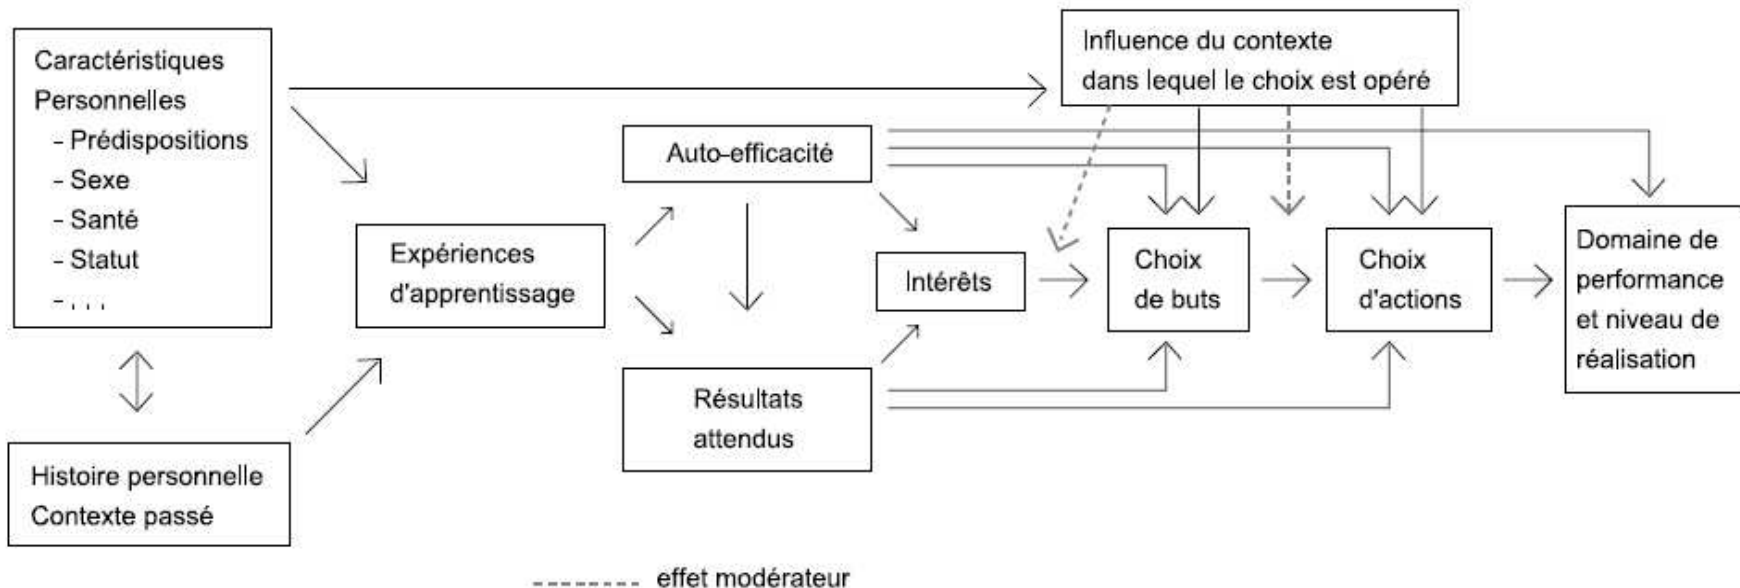 Caractéristiques
Personnelles
- Prédispositions
- Sexe
- Santé
- Statut
- . . .
Histoire personnelle
Contexte passé
Expériences
d'apprentissage
Auto-efficacité
Résultats
attendus
Intérêts
Influence du contexte
dans lequel le choix est opéré
Choix
de buts
Choix
d'actions
Domaine de
performance
et niveau de
réalisation
effet modérateur